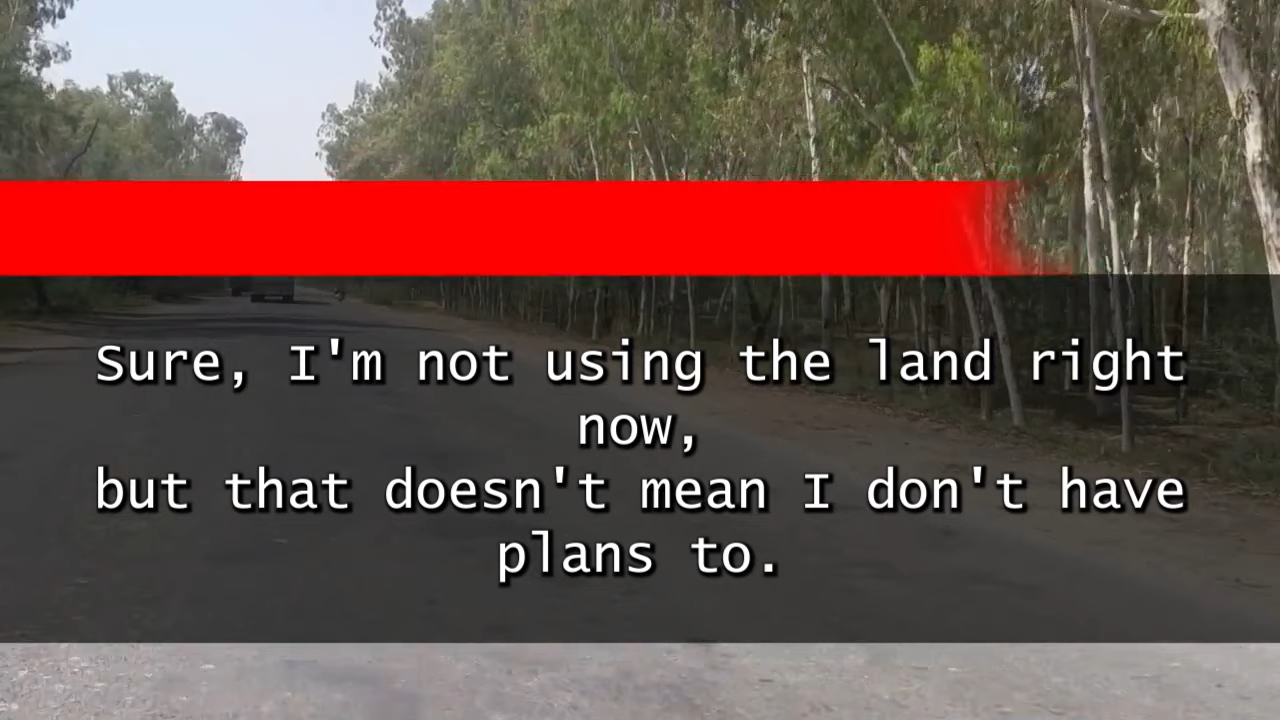 Sure, I'm not using the land right
now,
but that doesn't mean I don't have
plans to.